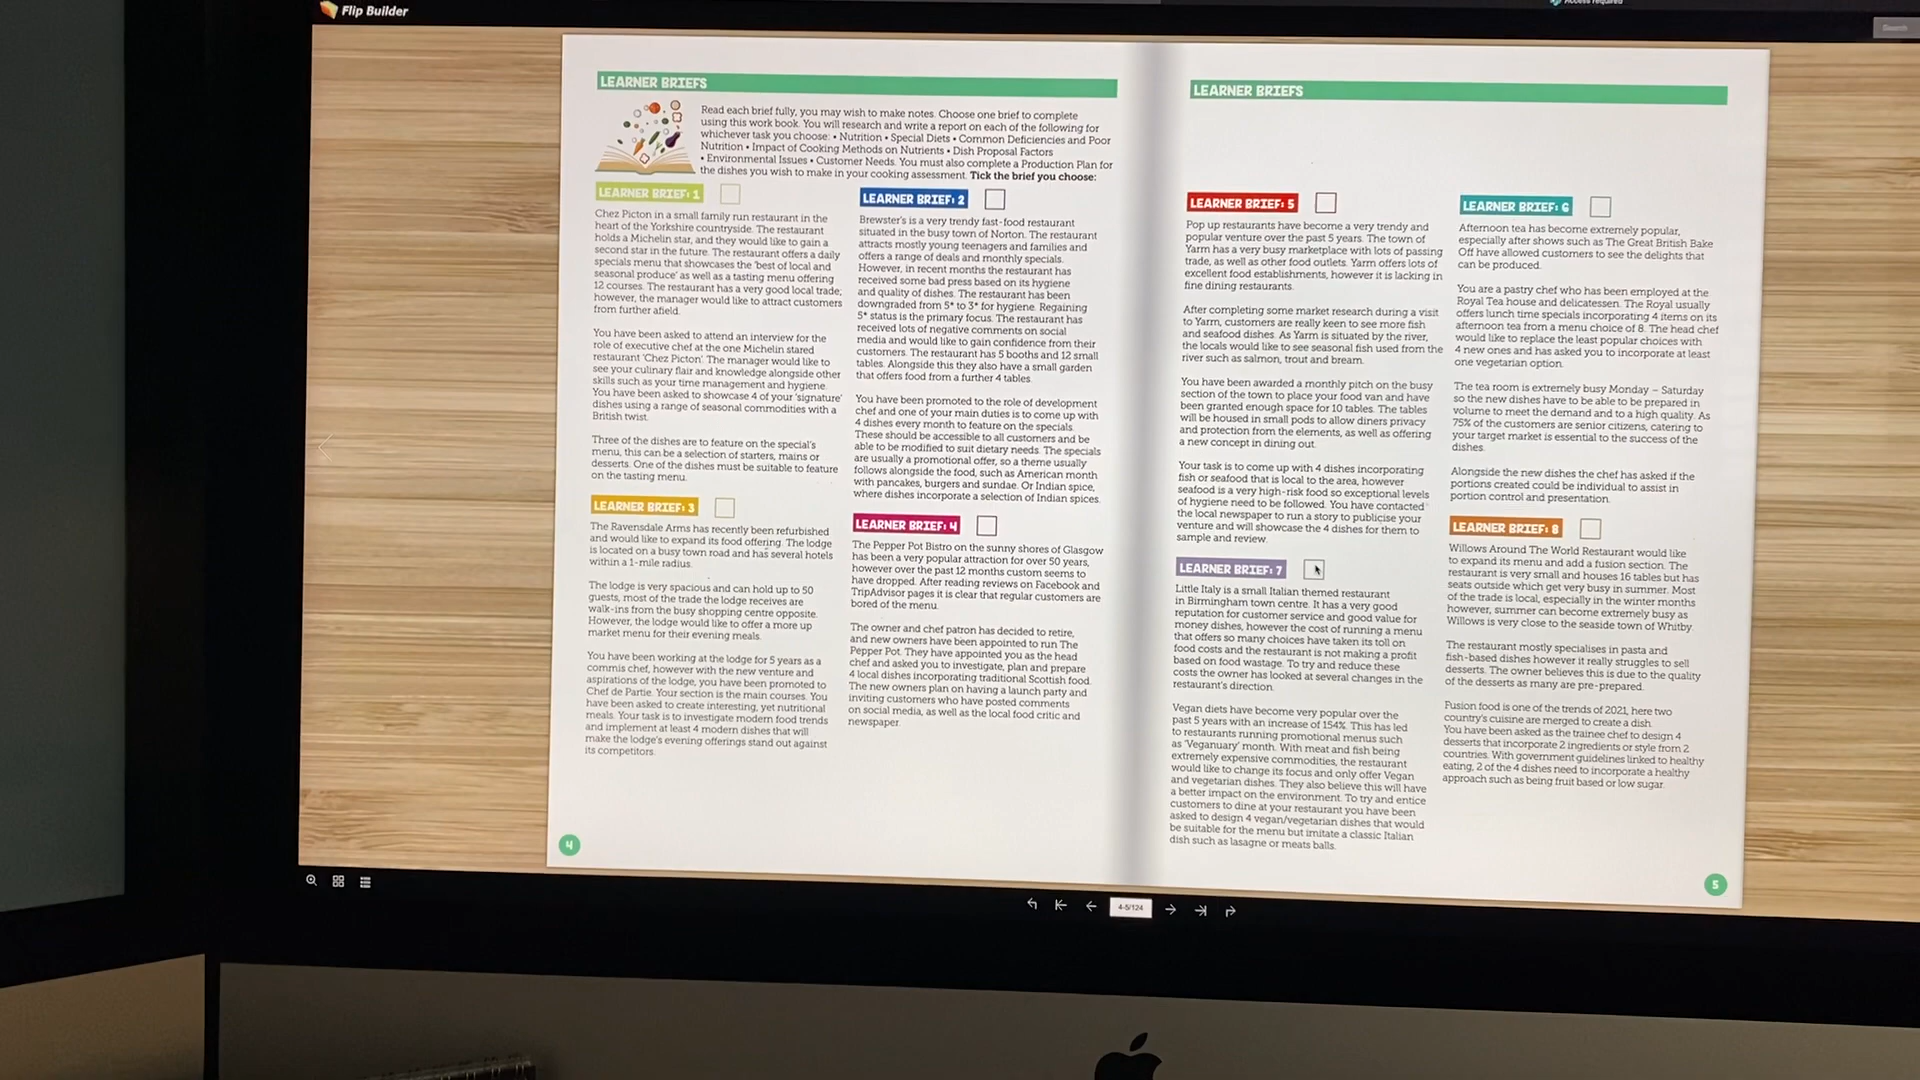 Flip Builder
Access required
Search
LEARNER BRIEFS
Read each brief fully, you may wish to make notes. Choose one brief to complete
using this work book. You will research and write a report on each of the following for
whichever task you choose: • Nutrition • Special Diets • Common Deficiencies and Poor
Nutrition • Impact of Cooking Methods on Nutrients • Dish Proposal Factors
• Environmental Issues • Customer Needs. You must also complete a Production Plan for
the dishes you wish to make in your cooking assessment. Tick the brief you choose:
LEARNER BRIEF: 1
Chez Picton in a small family run restaurant in the
heart of the Yorkshire countryside. The restaurant
holds a Michelin star, and they would like to gain a
second star in the future. The restaurant offers a daily
specials menu that showcases the 'best of local and
seasonal produce' as well as a tasting menu offering
12 courses. The restaurant has a very good local trade;
however, the manager would like to attract customers
from further afield.
You have been asked to attend an interview for the
role of executive chef at the one Michelin stared
restaurant 'Chez Picton'. The manager would like to
see your culinary flair and knowledge alongside other
skills such as your time management and hygiene.
You have been asked to showcase 4 of your 'signature'
dishes using a range of seasonal commodities with a
British twist.
Three of the dishes are to feature on the special's
menu, this can be a selection of starters, mains or
desserts. One of the dishes must be suitable to feature
on the tasting menu.
LEARNER BRIEF: 2
Brewster's is a very trendy fast-food restaurant
situated in the busy town of Norton. The restaurant
attracts mostly young teenagers and families and
offers a range of deals and monthly specials.
However, in recent months the restaurant has
received some bad press based on its hygiene
and quality of dishes. The restaurant has been
downgraded from 5* to 3* for hygiene. Regaining
5* status is the primary focus. The restaurant has
received lots of negative comments on social
media and would like to gain confidence from their
customers. The restaurant has 5 booths and 12 small
tables. Alongside this they also have a small garden
that offers food from a further 4 tables.
You have been promoted to the role of development
chef and one of your main duties is to come up with
4 dishes every month to feature on the specials.
These should be accessible to all customers and be
able to be modified to suit dietary needs. The specials
are usually a promotional offer, so a theme usually
follows alongside the food, such as American month
with pancakes, burgers and sundae. Or Indian spice,
where dishes incorporate a selection of Indian spices.
LEARNER BRIEF: 3
The Ravensdale Arms has recently been refurbished
and would like to expand its food offering. The lodge
is located on a busy town road and has several hotels
within a 1-mile radius.
The lodge is very spacious and can hold up to 50
guests, most of the trade the lodge receives are
walk-ins from the busy shopping centre opposite.
However, the lodge would like to offer a more up
market menu for their evening meals.
You have been working at the lodge for 5 years as a
commis chef, however with the new venture and
aspirations of the lodge, you have been promoted to
Chef de Partie. Your section is the main courses. You
have been asked to create interesting, yet nutritional
meals. Your task is to investigate modern food trends
and implement at least 4 modern dishes that will
make the lodge's evening offerings stand out against
its competitors.
LEARNER BRIEF: 4
The Pepper Pot Bistro on the sunny shores of Glasgow
has been a very popular attraction for over 50 years,
however over the past 12 months custom seems to
have dropped. After reading reviews on Facebook and
TripAdvisor pages it is clear that regular customers are
bored of the menu.
The owner and chef patron has decided to retire,
and new owners have been appointed to run The
Pepper Pot. They have appointed you as the head
chef and asked you to investigate, plan and prepare
4 local dishes incorporating traditional Scottish food.
The new owners plan on having a launch party and
inviting customers who have posted comments
on social media, as well as the local food critic and
newspaper.
4
LEARNER BRIEFS
LEARNER BRIEF: 5
Pop up restaurants have become a very trendy and
popular venture over the past 5 years. The town of
Yarm has a very busy marketplace with lots of passing
trade, as well as other food outlets. Yarm offers lots of
excellent food establishments, however it is lacking in
fine dining restaurants.
After completing some market research during a visit
to Yarm, customers are really keen to see more fish
and seafood dishes. As Yarm is situated by the river,
the locals would like to see seasonal fish used from the
river such as salmon, trout and bream.
You have been awarded a monthly pitch on the busy
section of the town to place your food van and have
been granted enough space for 10 tables. The tables
will be housed in small pods to allow diners privacy
and protection from the elements, as well as offering
a new concept in dining out.
Your task is to come up with 4 dishes incorporating
fish or seafood that is local to the area, however
seafood is a very high-risk food so exceptional levels
of hygiene need to be followed. You have contacted
the local newspaper to run a story to publicise your
venture and will showcase the 4 dishes for them to
sample and review.
LEARNER BRIEF: 6
Afternoon tea has become extremely popular,
especially after shows such as The Great British Bake
Off have allowed customers to see the delights that
can be produced.
You are a pastry chef who has been employed at the
Royal Tea house and delicatessen. The Royal usually
offers lunch time specials incorporating 4 items on its
afternoon tea from a menu choice of 8. The head chef
would like to replace the least popular choices with
4 new ones and has asked you to incorporate at least
one vegetarian option.
The tea room is extremely busy Monday – Saturday
so the new dishes have to be able to be prepared in
volume to meet the demand and to a high quality. As
75% of the customers are senior citizens, catering to
your target market is essential to the success of the
dishes.
Alongside the new dishes the chef has asked if the
portions created could be individual to assist in
portion control and presentation.
LEARNER BRIEF: 7
Little Italy is a small Italian themed restaurant
in Birmingham town centre. It has a very good
reputation for customer service and good value for
money dishes, however the cost of running a menu
that offers so many choices have taken its toll on
food costs and the restaurant is not making a profit
based on food wastage. To try and reduce these
costs the owner has looked at several changes in the
restaurant's direction.
Vegan diets have become very popular over the
past 5 years with an increase of 154%. This has led
to restaurants running promotional menus such
as 'Veganuary' month. With meat and fish being
extremely expensive commodities, the restaurant
would like to change its focus and only offer Vegan
and vegetarian dishes. They also believe this will have
a better impact on the environment. To try and entice
customers to dine at your restaurant you have been
asked to design 4 vegan/vegetarian dishes that would
be suitable for the menu but imitate a classic Italian
dish such as lasagne or meats balls.
LEARNER BRIEF: 8
Willows Around The World Restaurant would like
to expand its menu and add a fusion section. The
restaurant is very small and houses 16 tables but has
seats outside which get very busy in summer. Most
of the trade is local, especially in the winter months
however, summer can become extremely busy as
Willows is very close to the seaside town of Whitby.
The restaurant mostly specialises in pasta and
fish-based dishes however it really struggles to sell
desserts. The owner believes this is due to the quality
of the desserts as many are pre-prepared.
Fusion food is one of the trends of 2021, here two
country's cuisine are merged to create a dish.
You have been asked as the trainee chef to design 4
desserts that incorporate 2 ingredients or style from 2
countries. With government guidelines linked to healthy
eating, 2 of the 4 dishes need to incorporate a healthy
approach such as being fruit based or low sugar.
5
4-5/124